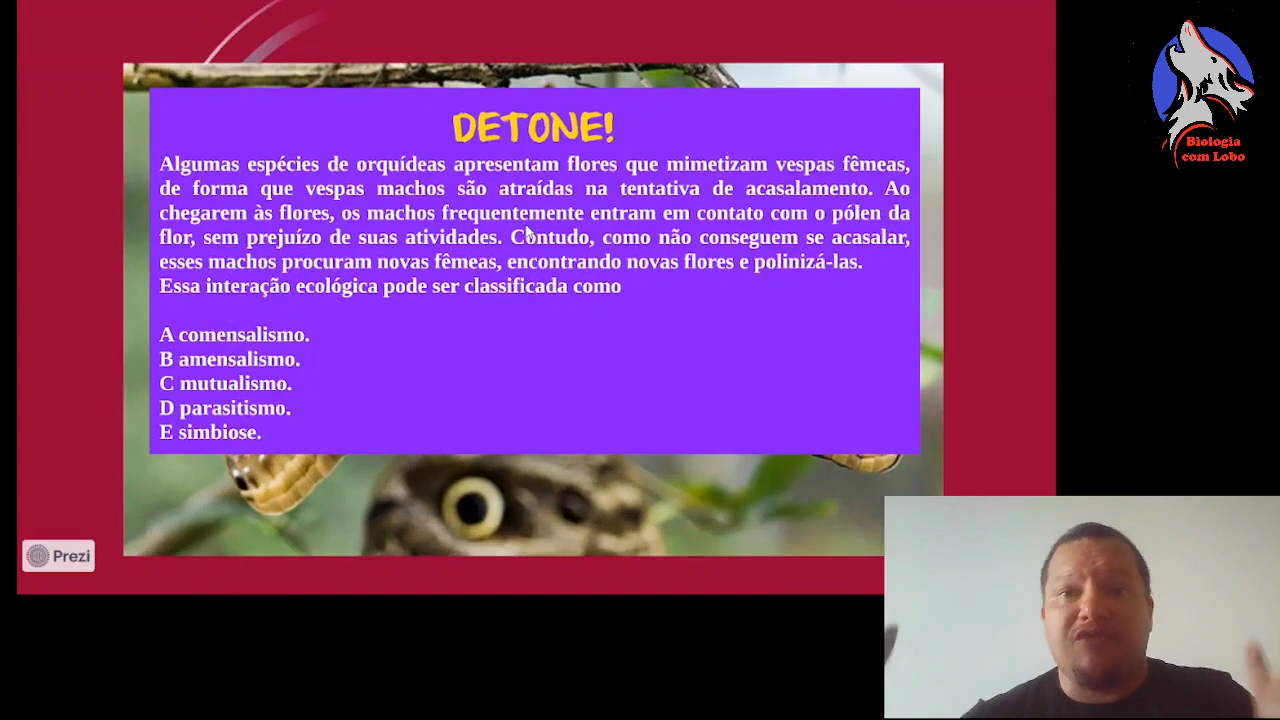 DETONE!
Algumas espécies de orquídeas apresentam flores que mimetizam vespas fêmeas,
de forma que vespas machos são atraídas na tentativa de acasalamento. Ao
chegarem às flores, os machos frequentemente entram em contato com o pólen da
flor, sem prejuízo de suas atividades. Contudo, como não conseguem se acasalar,
esses machos procuram novas fêmeas, encontrando novas flores e polinizá-las.
Essa interação ecológica pode ser classificada como
A comensalismo.
B amensalismo.
C mutualismo.
D parasitismo.
E simbiose.
Prezi
Biologia
com Lobo